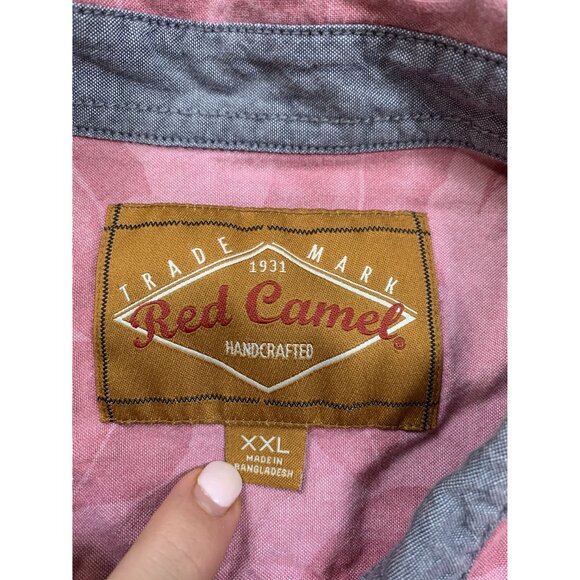 TRADE MARK
1931
Red Camel®
HANDCRAFTED
XXL
MADE IN
BANGLADESH